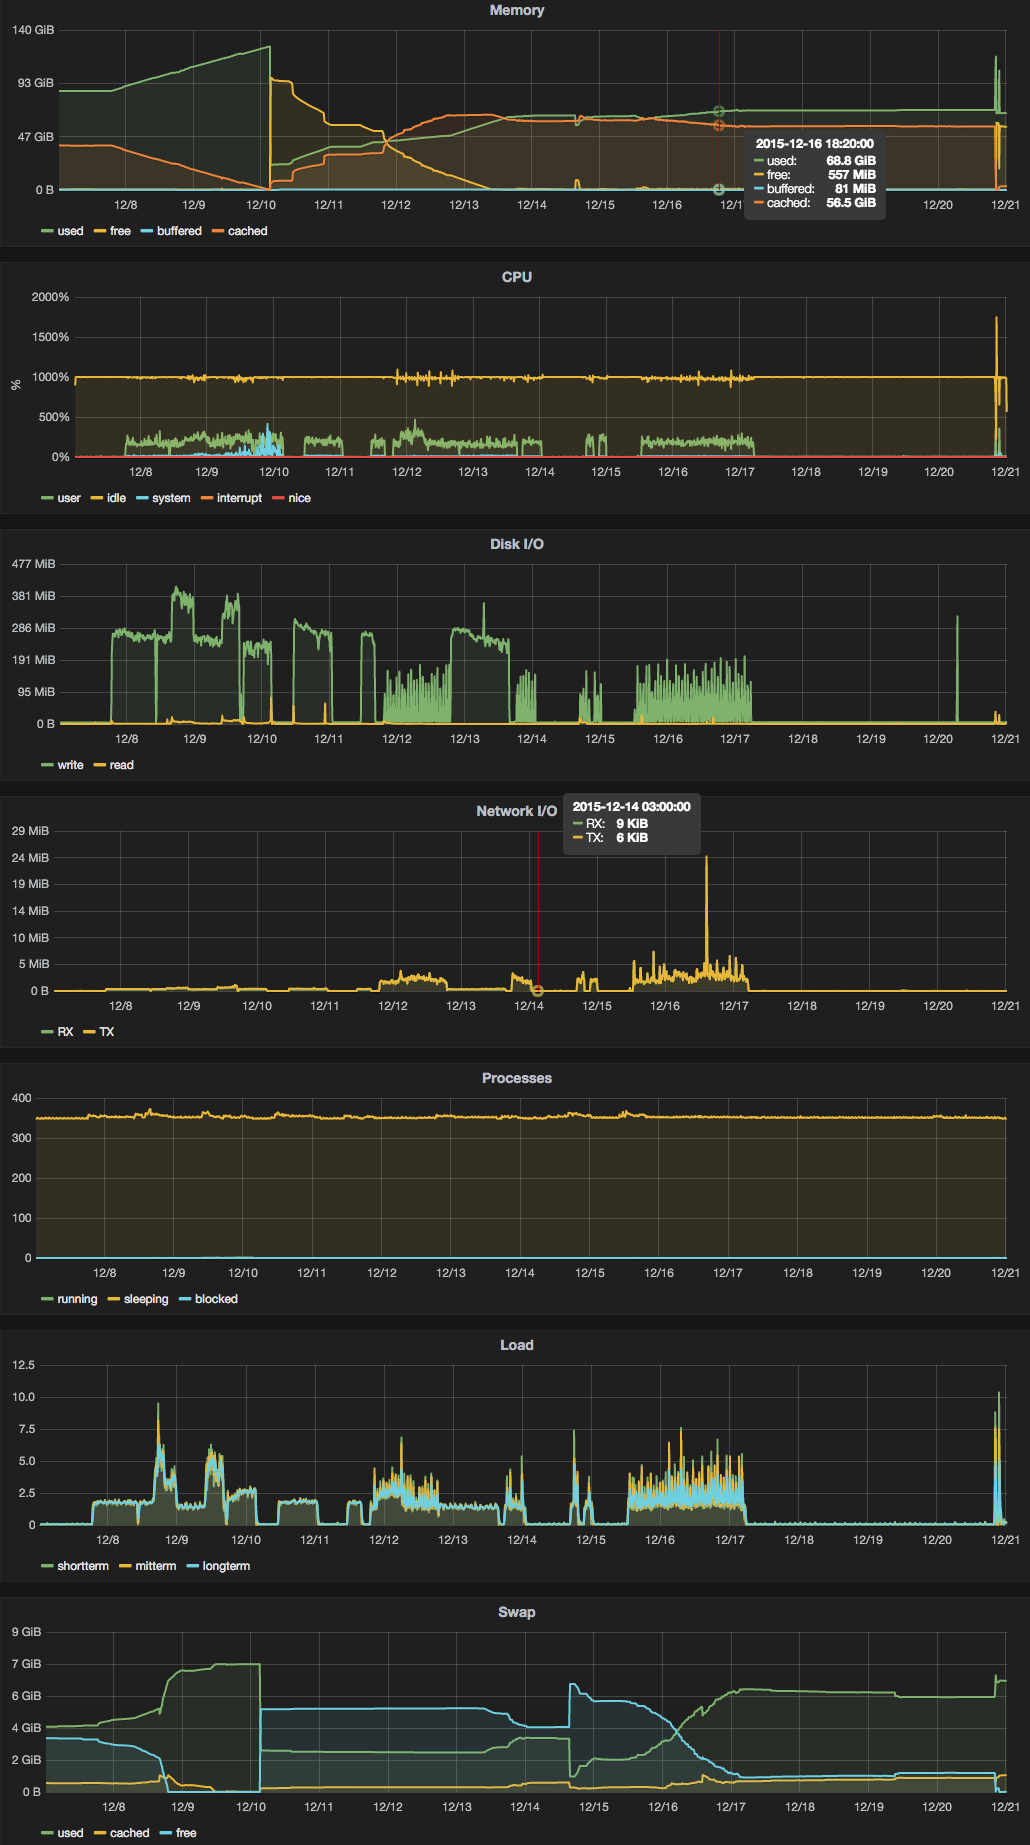 Memory
140 GiB
93 GiB
47 GiB
0 B
2015-12-16 18:20:00
used: 68.8 GiB
free: 557 MiB
buffered: 81 MiB
cached: 56.5 GiB
12/8 12/9 12/10 12/11 12/12 12/13 12/14 12/15 12/16 12/1 12/20 12/21
used free buffered cached
CPU
2000%
1500%
1000%
%
500%
0%
12/8 12/9 12/10 12/11 12/12 12/13 12/14 12/15 12/16 12/17 12/18 12/19 12/20 12/21
user idle system interrupt nice
Disk I/O
477 MiB
381 MiB
286 MiB
191 MiB
95 MiB
0 B
12/8 12/9 12/10 12/11 12/12 12/13 12/14 12/15 12/16 12/17 12/18 12/19 12/20 12/21
write read
Network I/O
2015-12-14 03:00:00
RX: 9 KiB
TX: 6 KiB
29 MiB
24 MiB
19 MiB
14 MiB
10 MiB
5 MiB
0 B
12/8 12/9 12/10 12/11 12/12 12/13 12/14 12/15 12/16 12/17 12/18 12/19 12/20 12/21
RX TX
Processes
400
300
200
100
0
12/8 12/9 12/10 12/11 12/12 12/13 12/14 12/15 12/16 12/17 12/18 12/19 12/20 12/21
running sleeping blocked
Load
12.5
10.0
7.5
5.0
2.5
0
12/8 12/9 12/10 12/11 12/12 12/13 12/14 12/15 12/16 12/17 12/18 12/19 12/20 12/21
shortterm mitterm longterm
Swap
9 GiB
7 GiB
6 GiB
4 GiB
2 GiB
0 B
12/8 12/9 12/10 12/11 12/12 12/13 12/14 12/15 12/16 12/17 12/18 12/19 12/20 12/21
used cached free